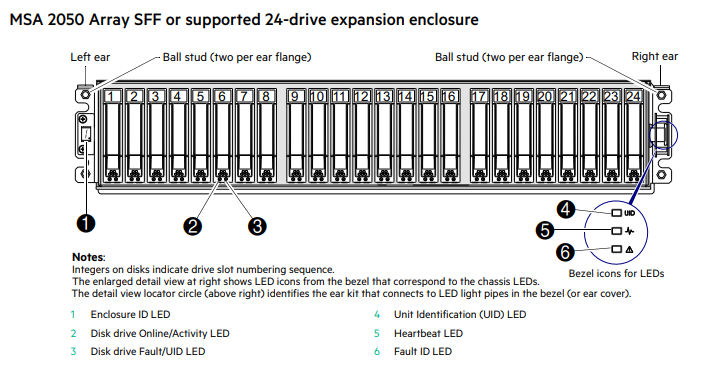 MSA 2050 Array SFF or supported 24-drive expansion enclosure
Left ear
Ball stud (two per ear flange)
Ball stud (two per ear flange)
Right ear
1 2 3 4 5 6 7 8 9 10 11 12 13 14 15 16 17 18 19 20 21 22 23 24
1
2
3
4 UID
5
6
Bezel icons for LEDs
Notes:
Integers on disks indicate drive slot numbering sequence.
The enlarged detail view at right shows LED icons from the bezel that correspond to the chassis LEDs.
The detail view locator circle (above right) identifies the ear kit that connects to LED light pipes in the bezel (or ear cover).
1 Enclosure ID LED
2 Disk drive Online/Activity LED
3 Disk drive Fault/UID LED
4 Unit Identification (UID) LED
5 Heartbeat LED
6 Fault ID LED